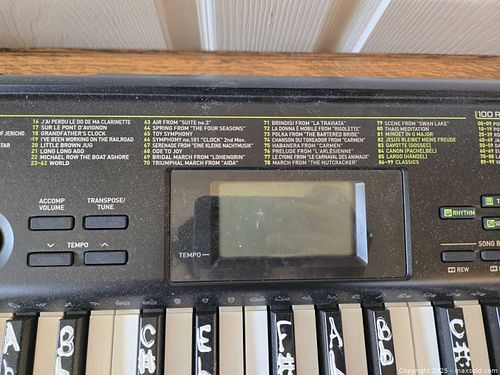 16 J'AI PERDU LE DO DE MA CLARINETTE
17 SUR LE PONT D'AVIGNON
OF JERICHO 18 GRANDFATHER'S CLOCK
19 I'VE BEEN WORKING ON THE RAILROAD
STAR 20 LITTLE BROWN JUG
21 LONG LONG AGO
22 MICHAEL ROW THE BOAT ASHORE
23-62 WORLD
63 AIR FROM "SUITE no.3"
64 SPRING FROM "THE FOUR SEASONS"
65 TOY SYMPHONY
66 SYMPHONY no.101 "CLOCK" 2nd Mov.
67 SERENADE FROM "EINE KLEINE NACHTMUSIK"
68 ODE TO JOY
69 BRIDAL MARCH FROM "LOHENGRIN"
70 TRIUMPHAL MARCH FROM "AIDA"
71 BRINDISI FROM "LA TRAVIATA"
72 LA DONNA È MOBILE FROM "RIGOLETTO"
73 POLKA FROM "THE BARTERED BRIDE"
74 CHANSON DU TOREADOR FROM "CARMEN"
75 HABANERA FROM "CARMEN"
76 PRELUDE FROM "L'ARLÉSIENNE"
77 LE CYGNE FROM "LE CARNAVAL DES ANIMAUX"
78 MARCH FROM "THE NUTCRACKER"
79 SCENE FROM "SWAN LAKE"
80 THAIS MEDITATION
81 MINUET IN G MAJOR
82 JESUS BLEIBET MEINE FREUDE
83 GAVOTTE (GOSSEC)
84 CANON (PACHELBEL)
85 LARGO (HÄNDEL)
86-99 CLASSICS
100 R
00-09
ACCOMP
VOLUME
TRANSPOSE/
TUNE
TEMPO
TEMPO
RHYTHM
SONG B
REW
B
C#
E
F#
B
C#
Copyright 2025 - maxsold.com